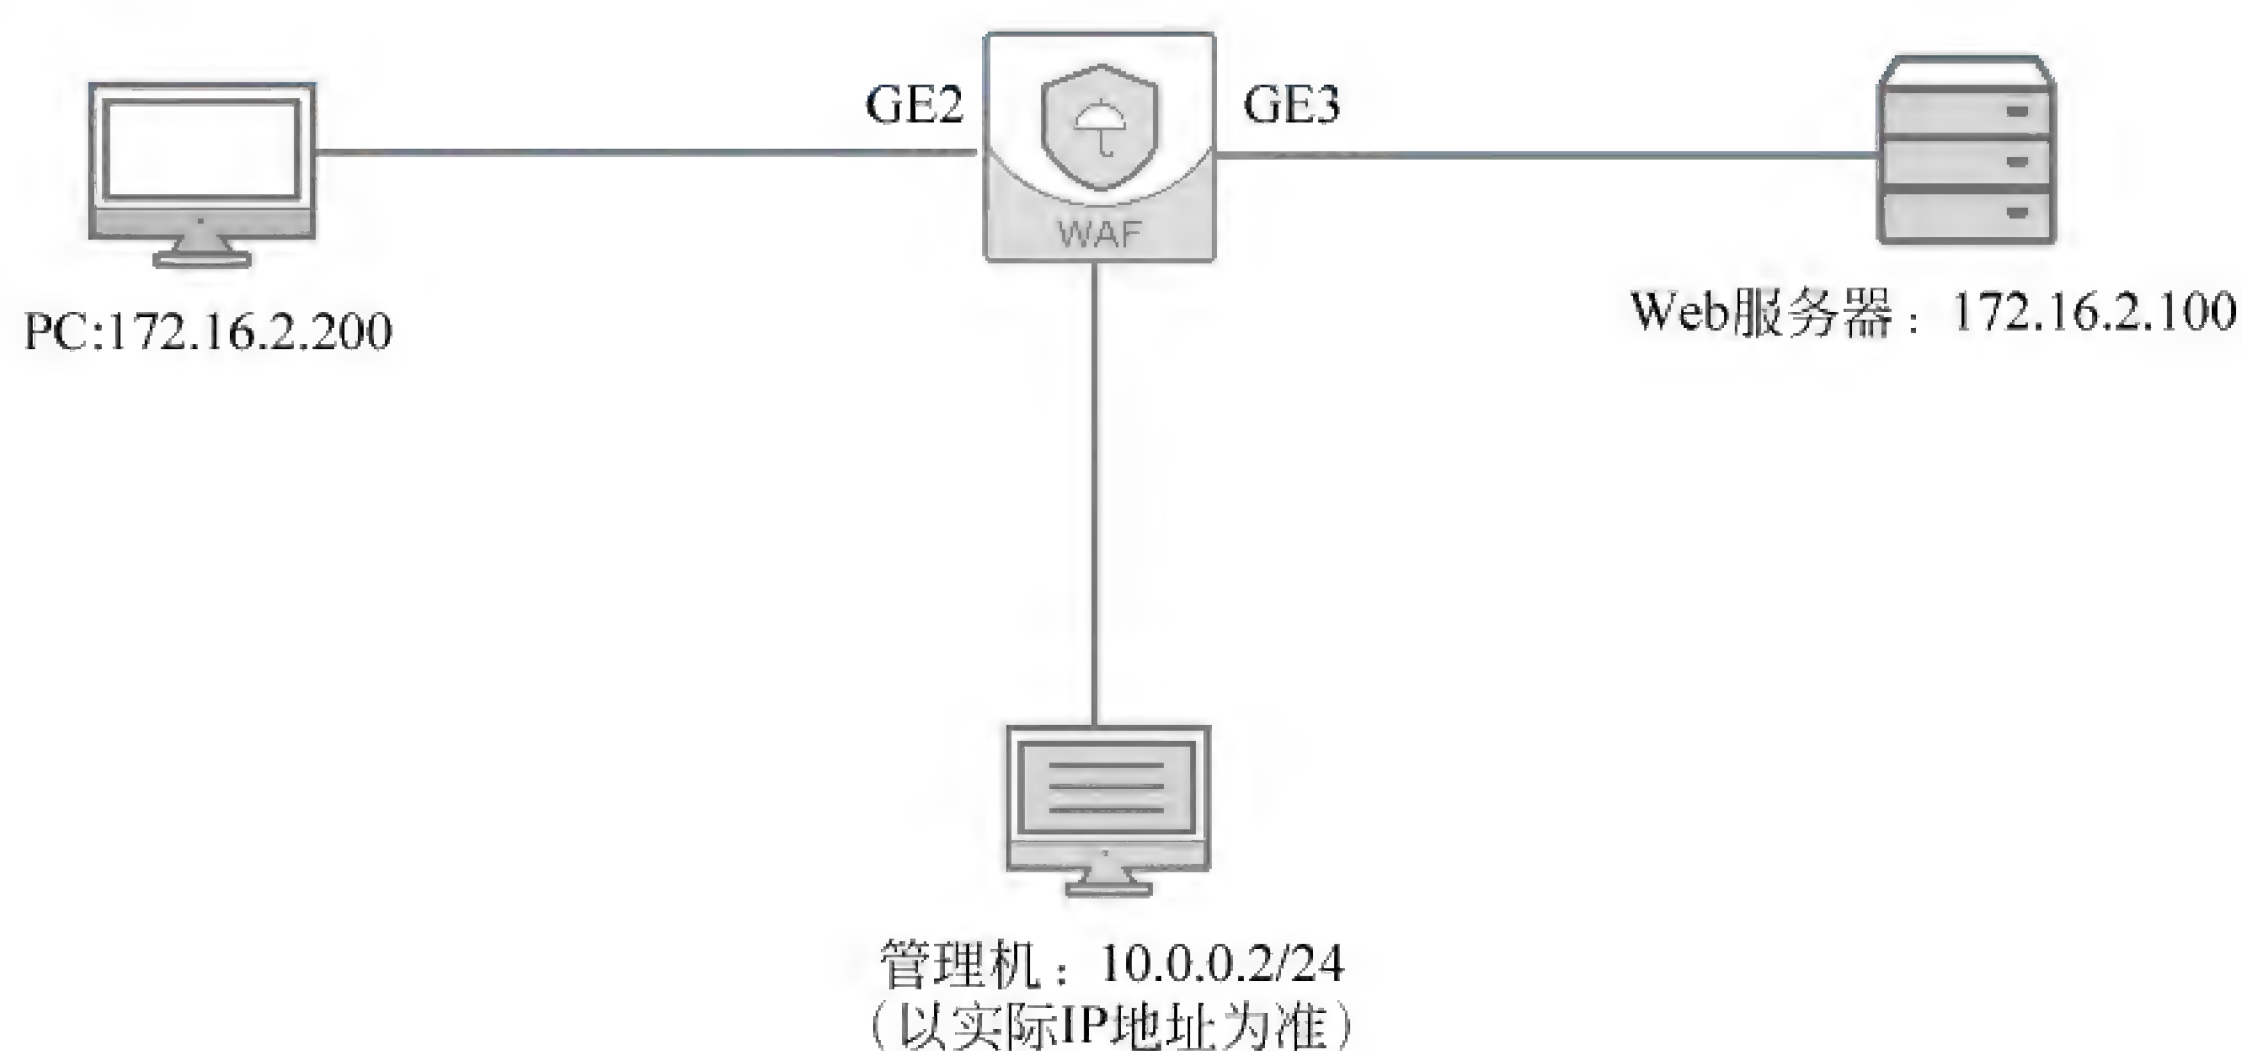 GE2
GE3
WAF
PC:172.16.2.200
Web服务器：172.16.2.100
管理机：10.0.0.2/24
（以实际IP地址为准）